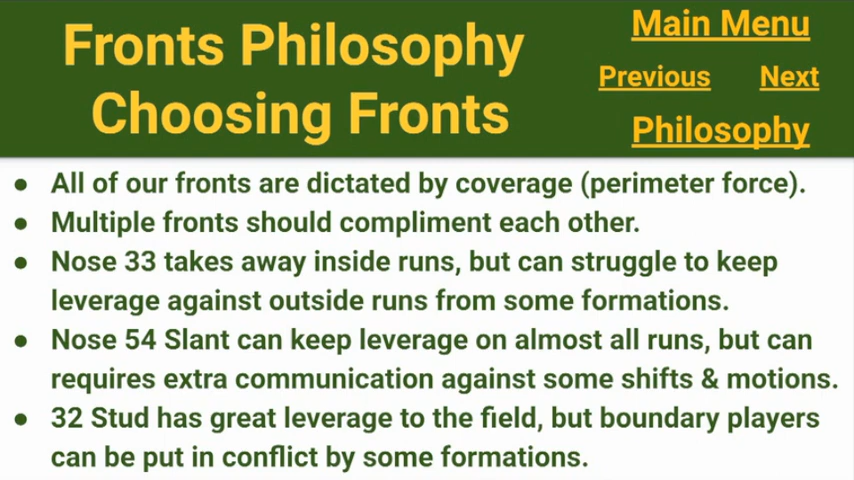 Fronts Philosophy
Choosing Fronts
Main Menu
Previous Next
Philosophy
● All of our fronts are dictated by coverage (perimeter force).
● Multiple fronts should compliment each other.
● Nose 33 takes away inside runs, but can struggle to keep
leverage against outside runs from some formations.
● Nose 54 Slant can keep leverage on almost all runs, but can
requires extra communication against some shifts & motions.
● 32 Stud has great leverage to the field, but boundary players
can be put in conflict by some formations.